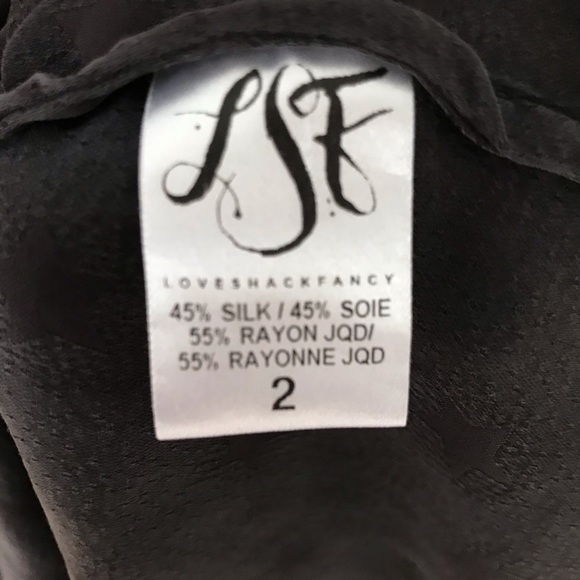 LSF
LOVESHACKFANCY
45% SILK / 45% SOIE
55% RAYON JQD/
55% RAYONNE JQD
2